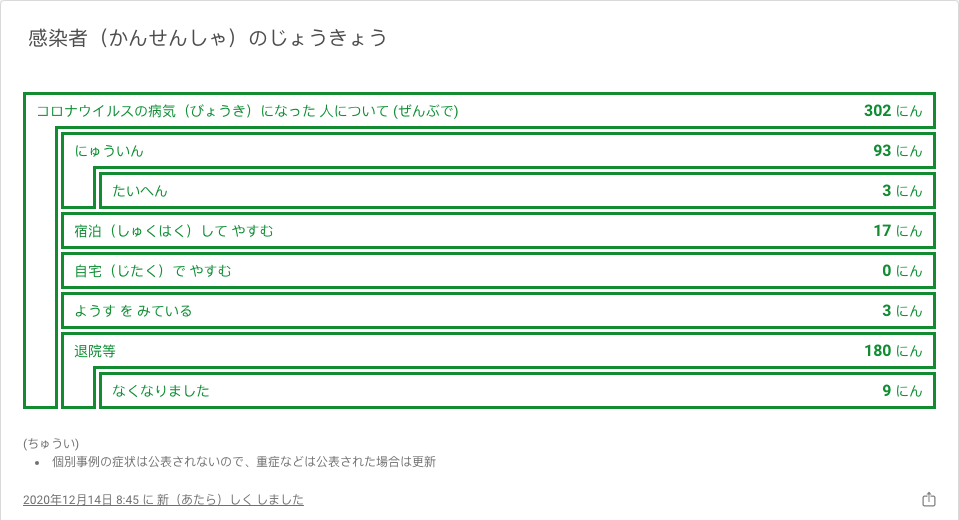 感染者（かんせんしゃ）のじょうきょう
コロナウイルスの病気（びょうき）になった 人について (ぜんぶで) 302 にん
にゅういん 93 にん
たいへん 3 にん
宿泊（しゅくはく）して やすむ 17 にん
自宅（じたく）で やすむ 0 にん
ようす を みている 3 にん
退院等 180 にん
なくなりました 9 にん
(ちゅうい)
• 個別事例の症状は公表されないので、重症などは公表された場合は更新
2020年12月14日 8:45 に 新（あたら）しく しました